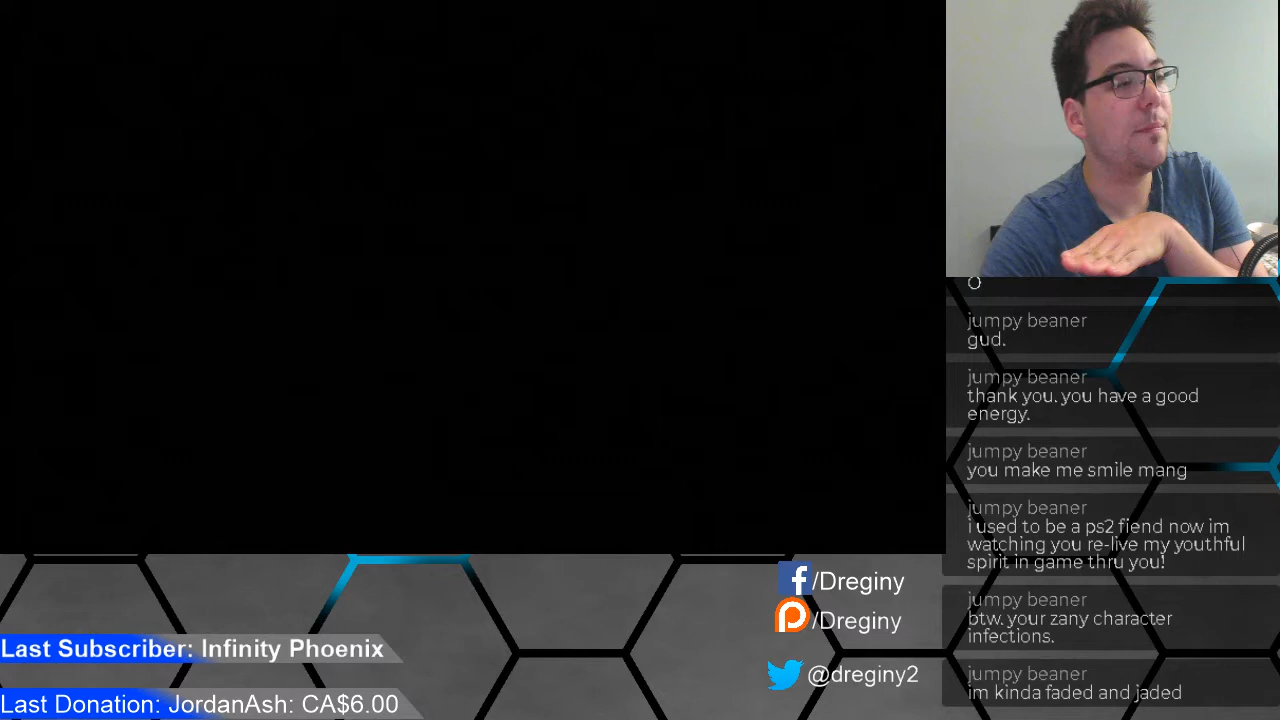 O
jumpy beaner
gud.
jumpy beaner
thank you. you have a good
energy.
jumpy beaner
you make me smile mang
jumpy beaner
i used to be a ps2 fiend now im
watching you re-live my youthful
spirit in game thru you!
jumpy beaner
btw. your zany character
infections.
jumpy beaner
im kinda faded and jaded
f/Dreginy
/Dreginy
@dreginy2
Last Subscriber: Infinity Phoenix
Last Donation: JordanAsh: CA$6.00